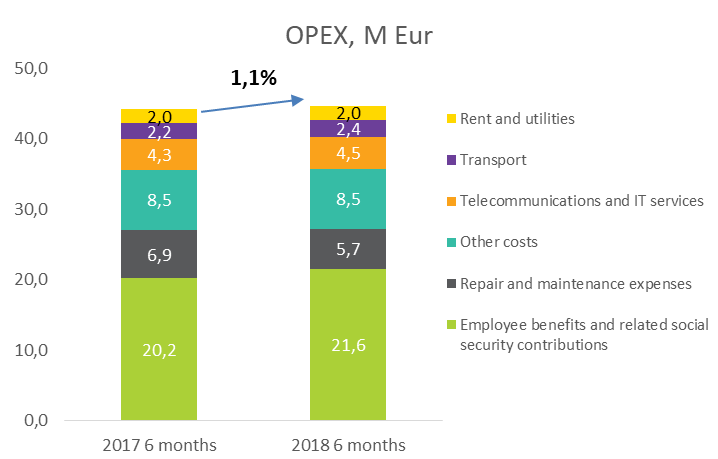 OPEX, M Eur
50,0
40,0
30,0
20,0
10,0
0,0
1,1%
2,0
2,2
4,3
8,5
6,9
20,2
2,0
2,4
4,5
8,5
5,7
21,6
2017 6 months
2018 6 months
Rent and utilities
Transport
Telecommunications and IT services
Other costs
Repair and maintenance expenses
Employee benefits and related social
security contributions